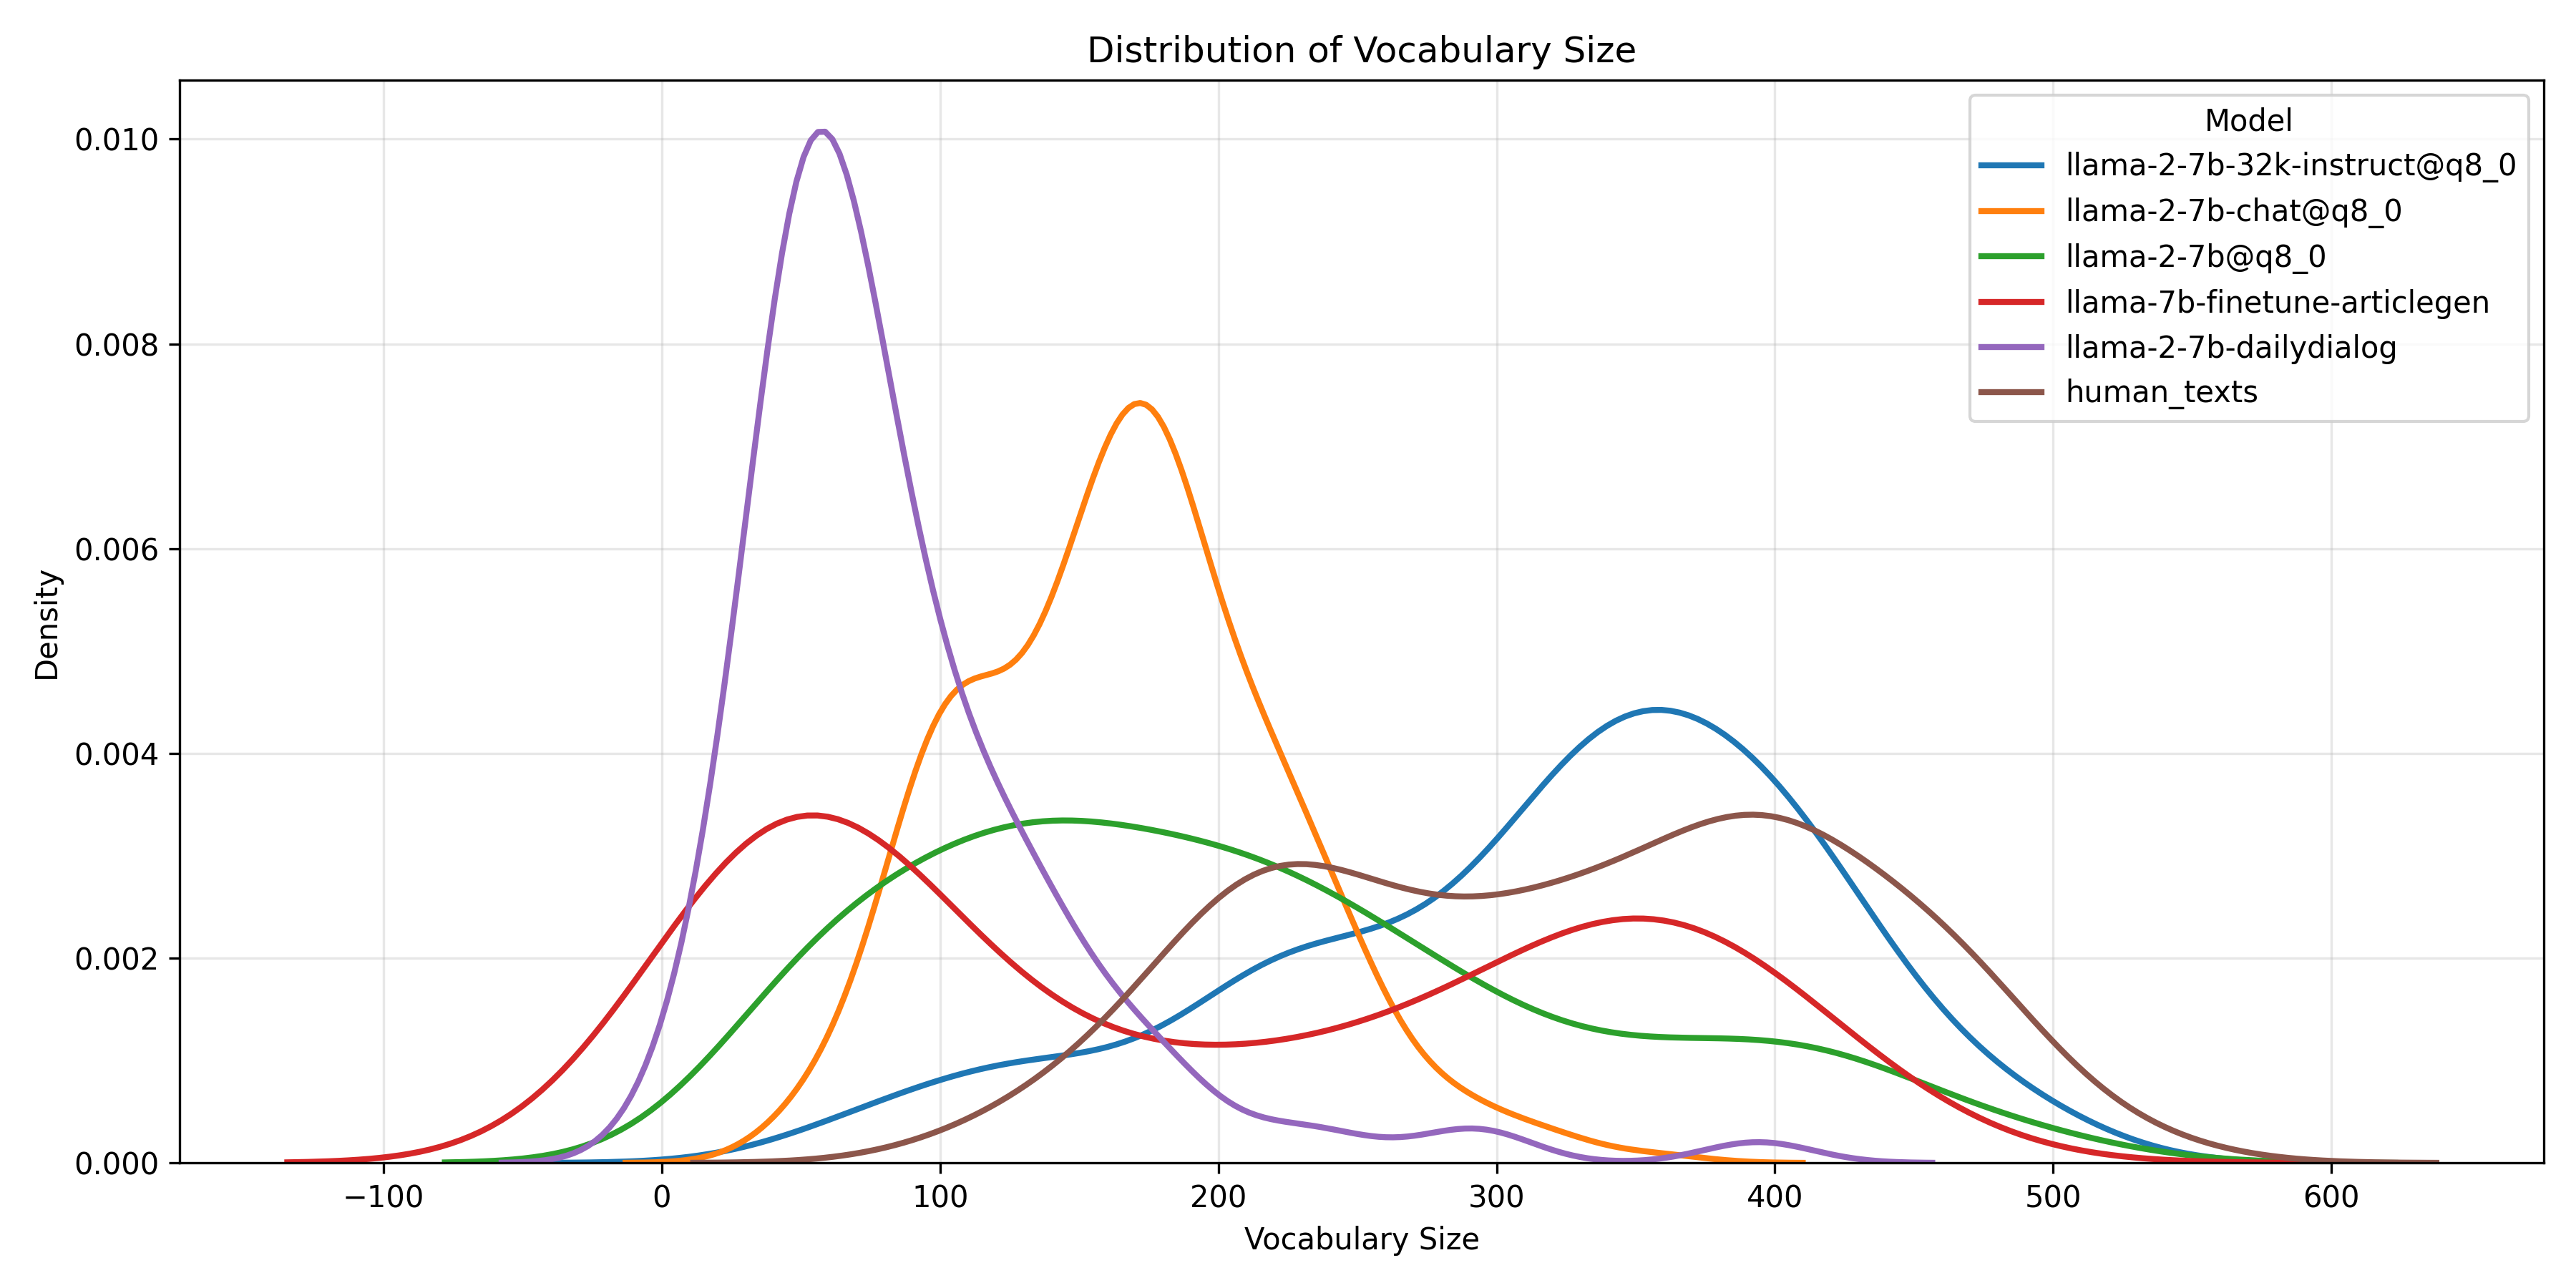 Distribution of Vocabulary Size
Model
llama-2-7b-32k-instruct@q8_0
llama-2-7b-chat@q8_0
llama-2-7b@q8_0
llama-7b-finetune-articlegen
llama-2-7b-dailydialog
human_texts
Density
0.010
0.008
0.006
0.004
0.002
0.000
−100 0 100 200 300 400 500 600
Vocabulary Size